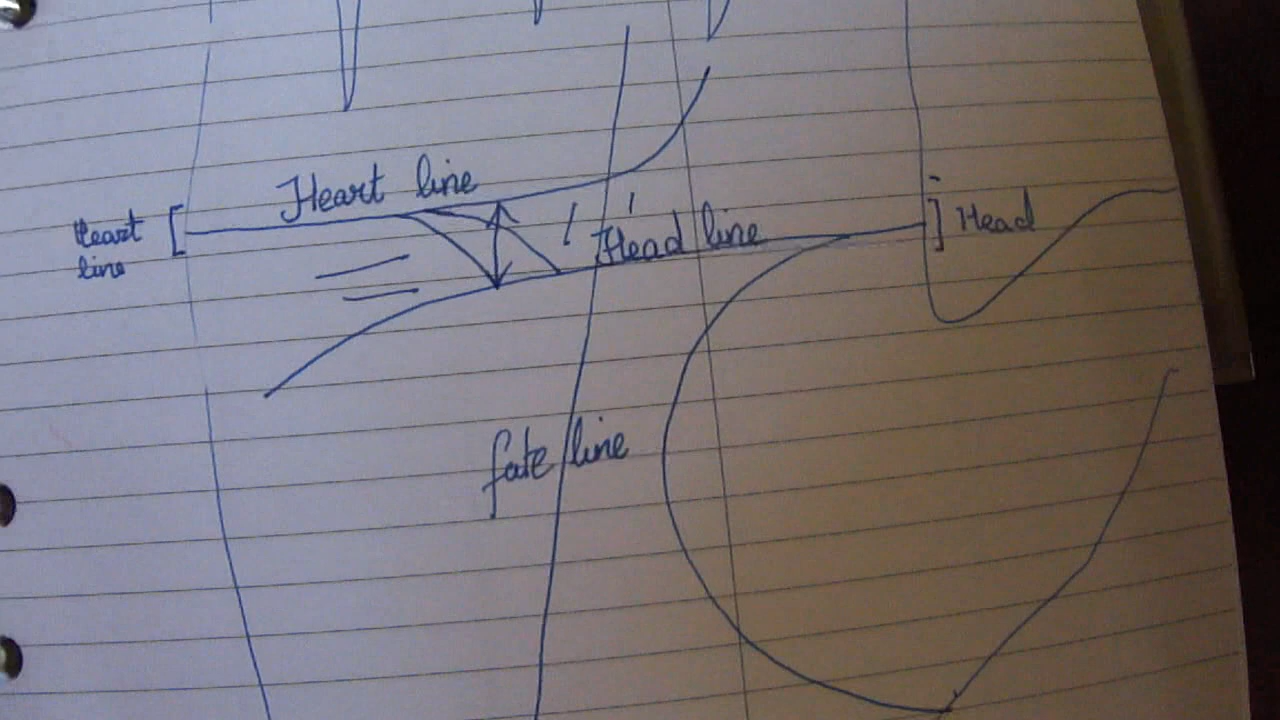 Heart line
Heart
line
Head line
Head
fate line